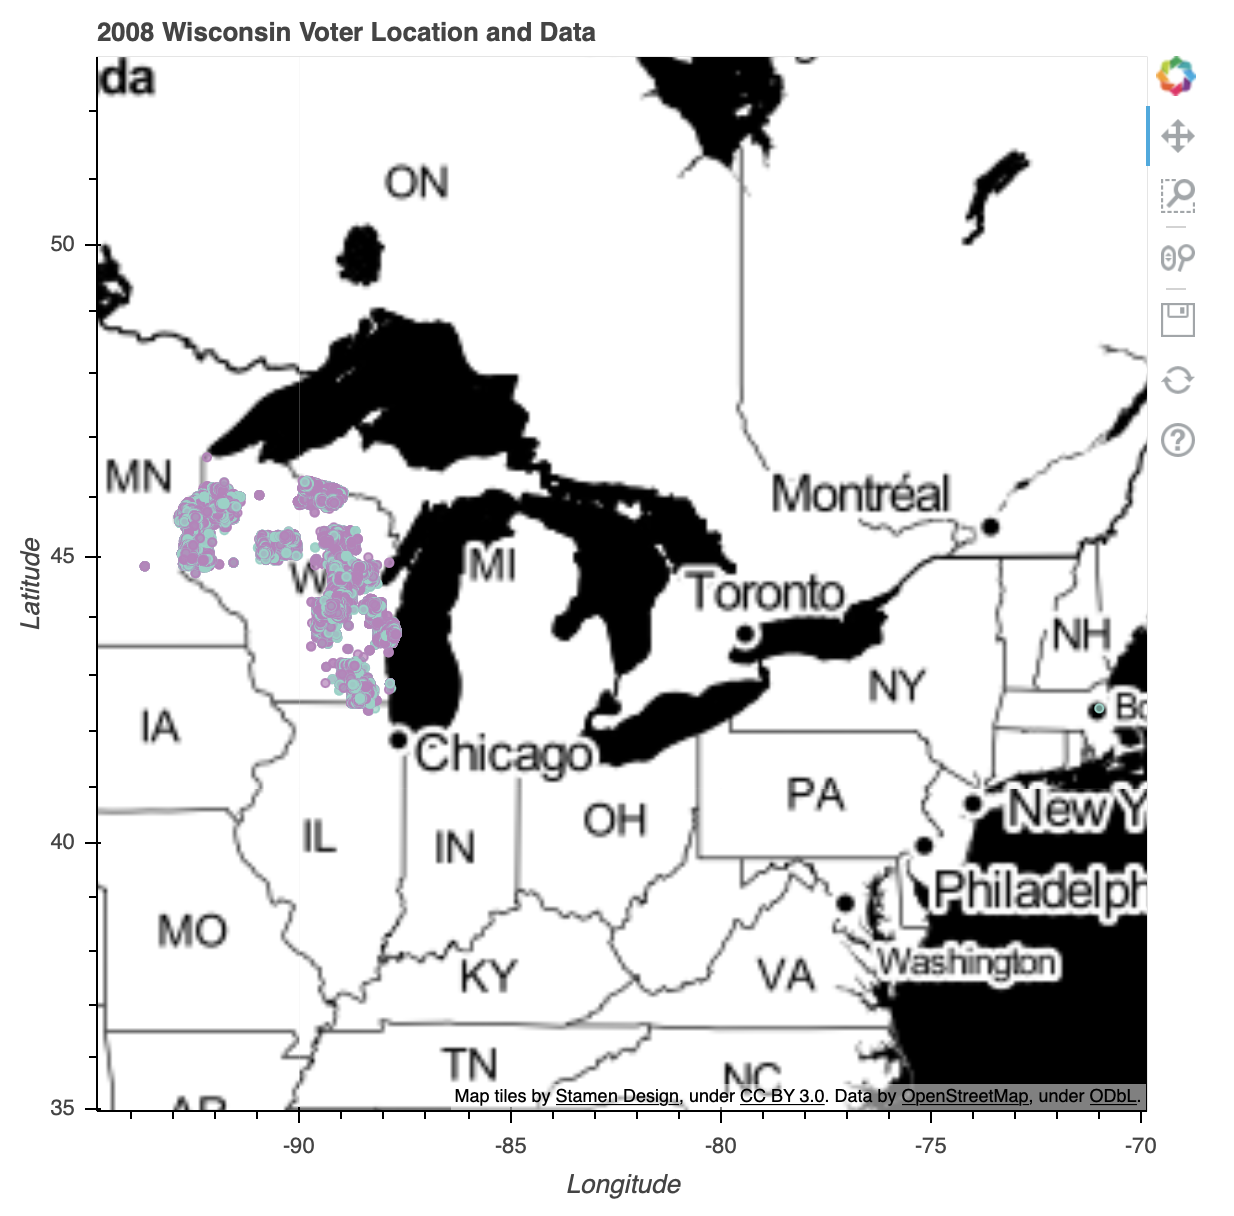 2008 Wisconsin Voter Location and Data
da
ON
50
MN
Montréal
45
W
MI
Toronto
NH
Latitude
NY
IA
Bo
Chicago
PA
New Y
OH
IL
IN
40
Philadelph
MO
Washington
KY
VA
TN
NC
AR
Map tiles by Stamen Design, under CC BY 3.0. Data by OpenStreetMap, under ODbL.
35
-90 -85 -80 -75 -70
Longitude